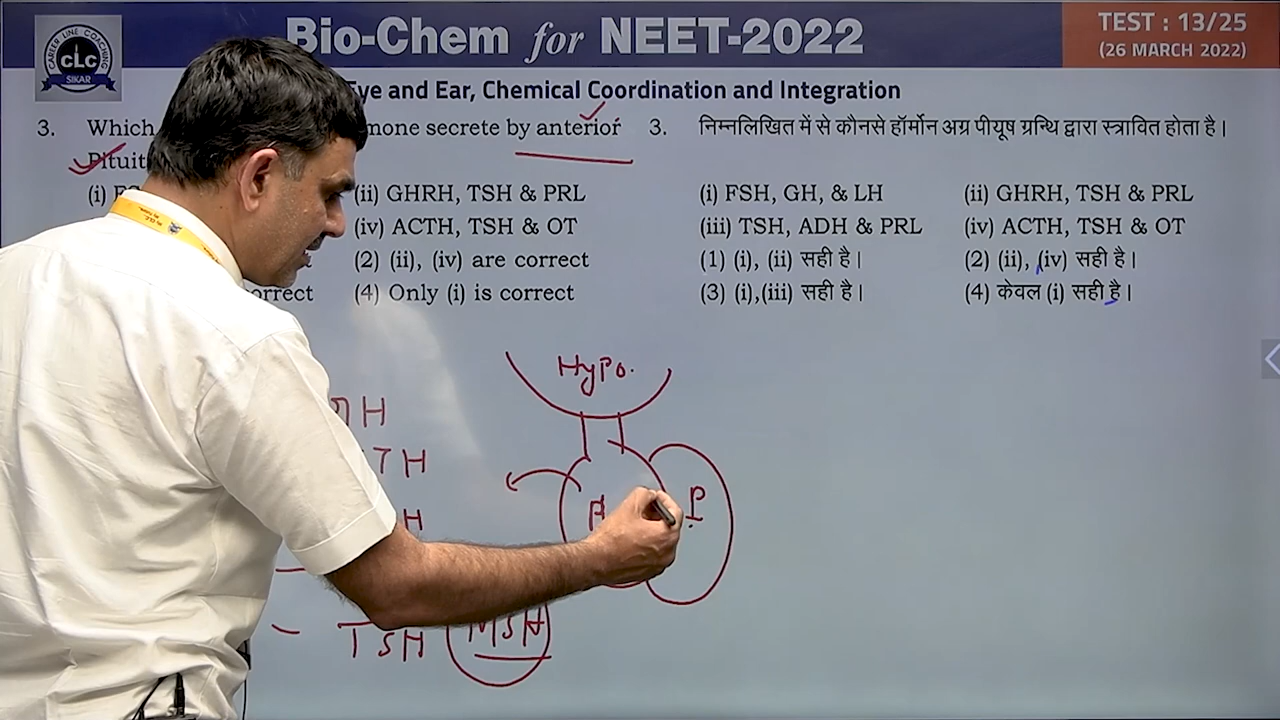 Bio-Chem for NEET-2022
TEST : 13/25
(26 MARCH 2022)
CAREER LINE COACHING
CLC
SIKAR
Eye and Ear, Chemical Coordination and Integration
3. Which mone secrete by anterior
Pituit
(i) (ii) GHRH, TSH & PRL
(iv) ACTH, TSH & OT
(2) (ii), (iv) are correct
orrect (4) Only (i) is correct
3. निम्नलिखित में से कौनसे हॉर्मोन अग्र पीयूष ग्रन्थि द्वारा स्त्रावित होता है।
(i) FSH, GH, & LH (ii) GHRH, TSH & PRL
(iii) TSH, ADH & PRL (iv) ACTH, TSH & OT
(1) (i), (ii) सही है। (2) (ii), (iv) सही है।
(3) (i),(iii) सही है। (4) केवल (i) सही है।
Hypo.
H
TH
H
P
TSH MSH